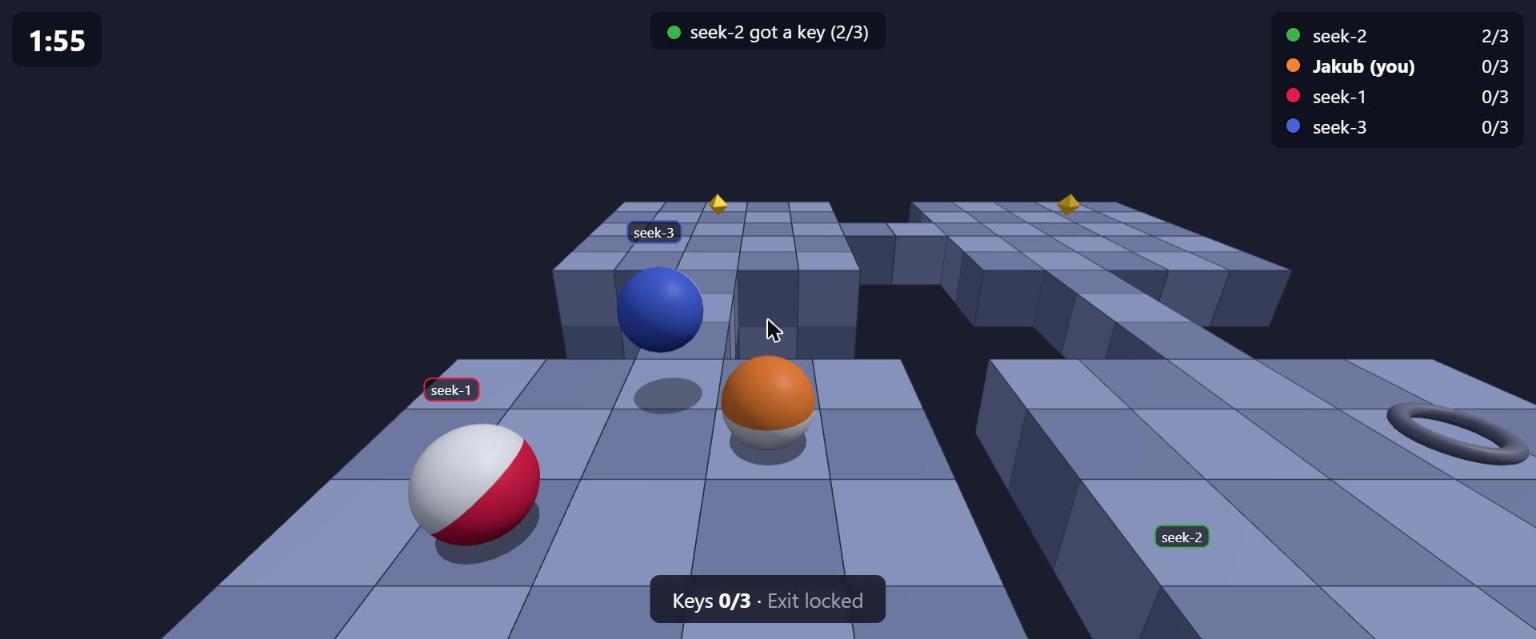 1:55
seek-2 got a key (2/3)
seek-2 2/3
Jakub (you) 0/3
seek-1 0/3
seek-3 0/3
seek-3
seek-1
seek-2
Keys 0/3 · Exit locked